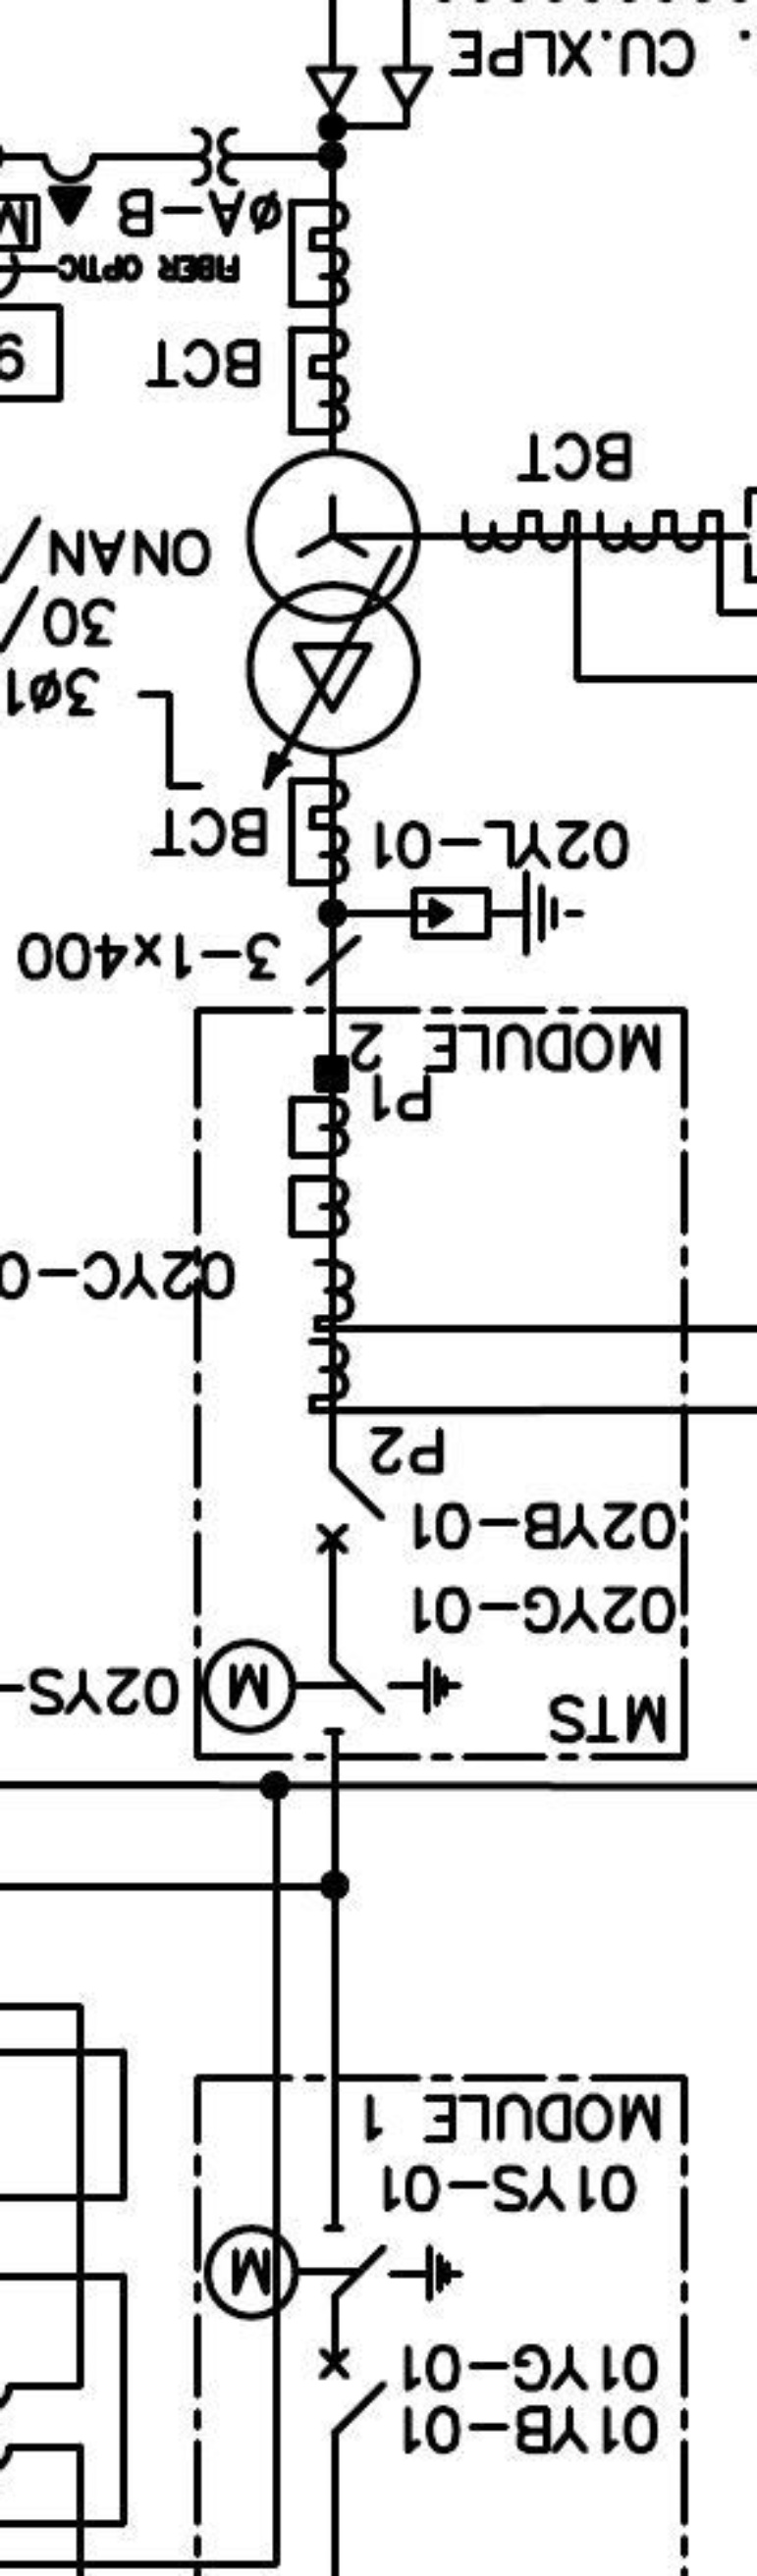 01YB-01
01YG-01
M
01YS-01
MODULE 1
MTS
M
02YS-
02YG-01
02YB-01
P2
02YC-0
P1
MODULE 2
3-1x400
02YL-01
BCT
3ø1
30/
ONAN/
BCT
BCT
FIBER OPTIC
øA-B
M
. CU.XLPE